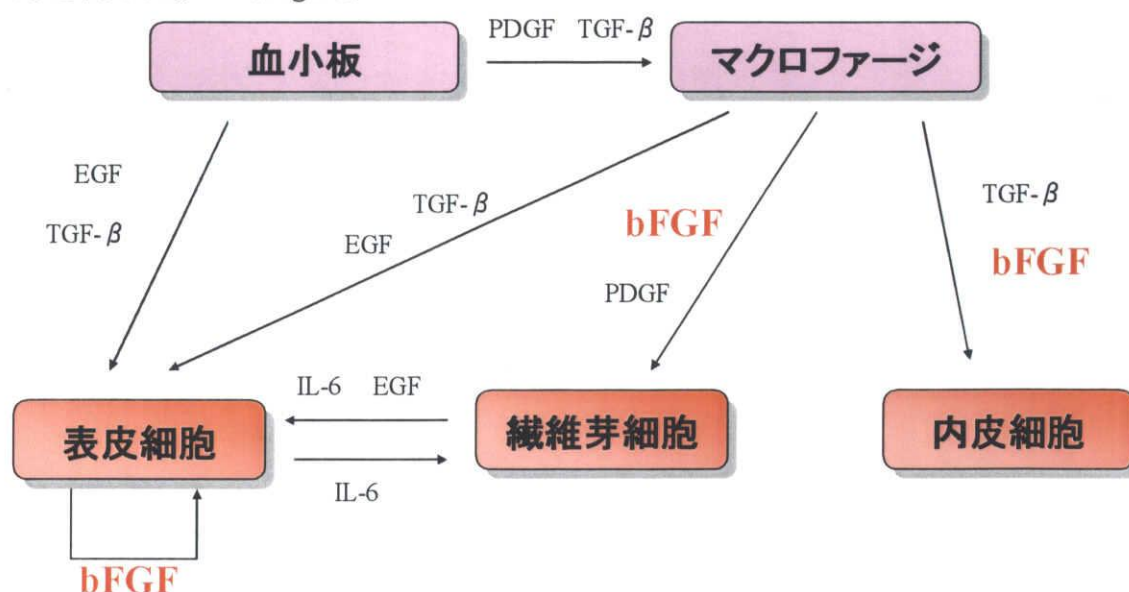 PDGF TGF-β
血小板
マクロファージ
EGF
TGF-β
TGF-β
EGF
bFGF
PDGF
TGF-β
bFGF
IL-6 EGF
表皮細胞
繊維芽細胞
内皮細胞
IL-6
bFGF